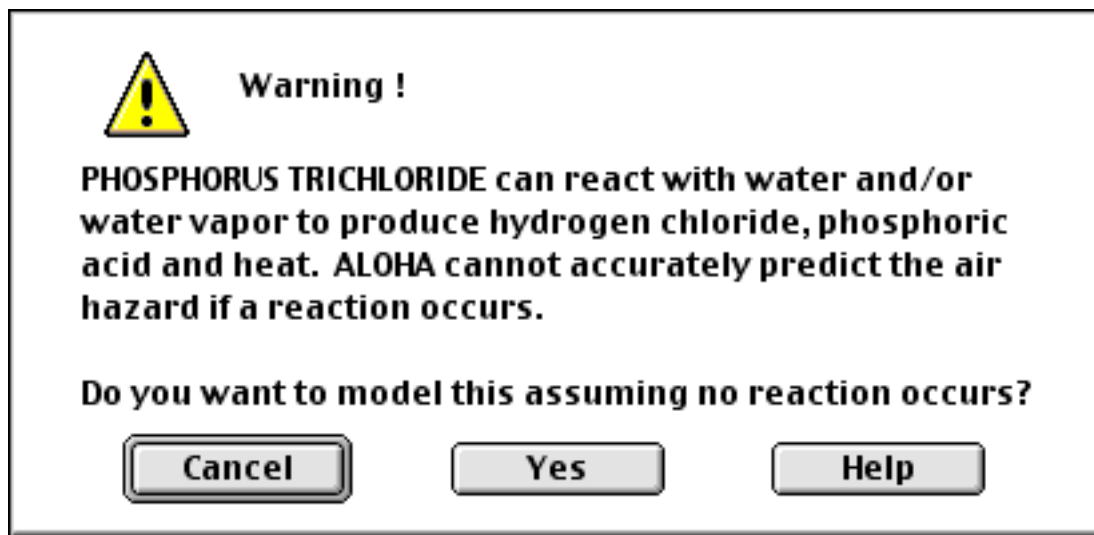 Warning !
PHOSPHORUS TRICHLORIDE can react with water and/or
water vapor to produce hydrogen chloride, phosphoric
acid and heat. ALOHA cannot accurately predict the air
hazard if a reaction occurs.
Do you want to model this assuming no reaction occurs?
Cancel Yes Help